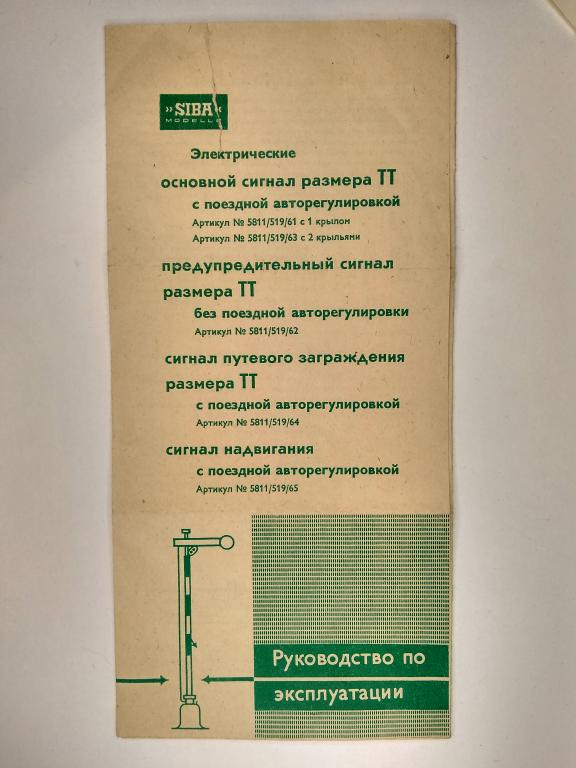 »SIBA«
MODELLE
Электрические
основной сигнал размера ТТ
с поездной авторегулировкой
Артикул № 5811/519/61 с 1 крылом
Артикул № 5811/519/63 с 2 крыльями
предупредительный сигнал
размера ТТ
без поездной авторегулировки
Артикул № 5811/519/62
сигнал путевого заграждения
размера ТТ
с поездной авторегулировкой
Артикул № 5811/519/64
сигнал надвигания
с поездной авторегулировкой
Артикул № 5811/519/65
Руководство по
эксплуатации